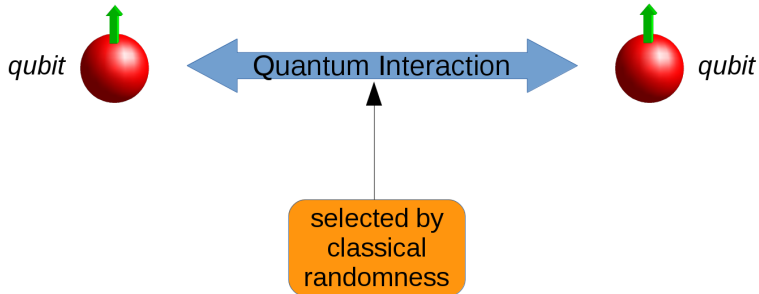 qubit
Quantum Interaction
qubit
selected by
classical
randomness